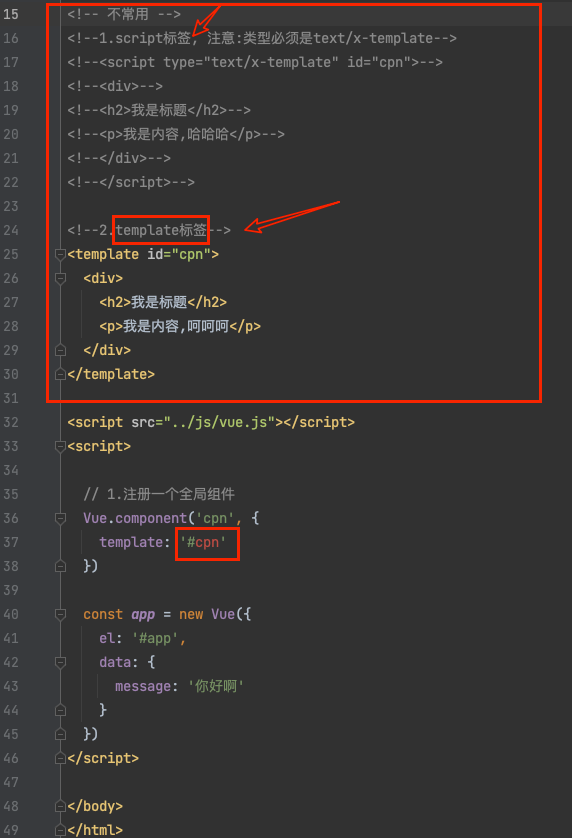 15 <!-- 不常用 -->
16 <!--1.script标签, 注意:类型必须是text/x-template-->
17 <!--<script type="text/x-template" id="cpn">-->
18 <!--<div>-->
19 <!--<h2>我是标题</h2>-->
20 <!--<p>我是内容,哈哈哈</p>-->
21 <!--</div>-->
22 <!--</script>-->
23
24 <!--2.template标签-->
25 <template id="cpn">
26 <div>
27 <h2>我是标题</h2>
28 <p>我是内容,呵呵呵</p>
29 </div>
30 </template>
31
32 <script src="../js/vue.js"></script>
33 <script>
34
35 // 1.注册一个全局组件
36 Vue.component('cpn', {
37 template: '#cpn'
38 })
39
40 const app = new Vue({
41 el: '#app',
42 data: {
43 message: '你好啊'
44 }
45 })
46 </script>
47
48 </body>
49 </html>